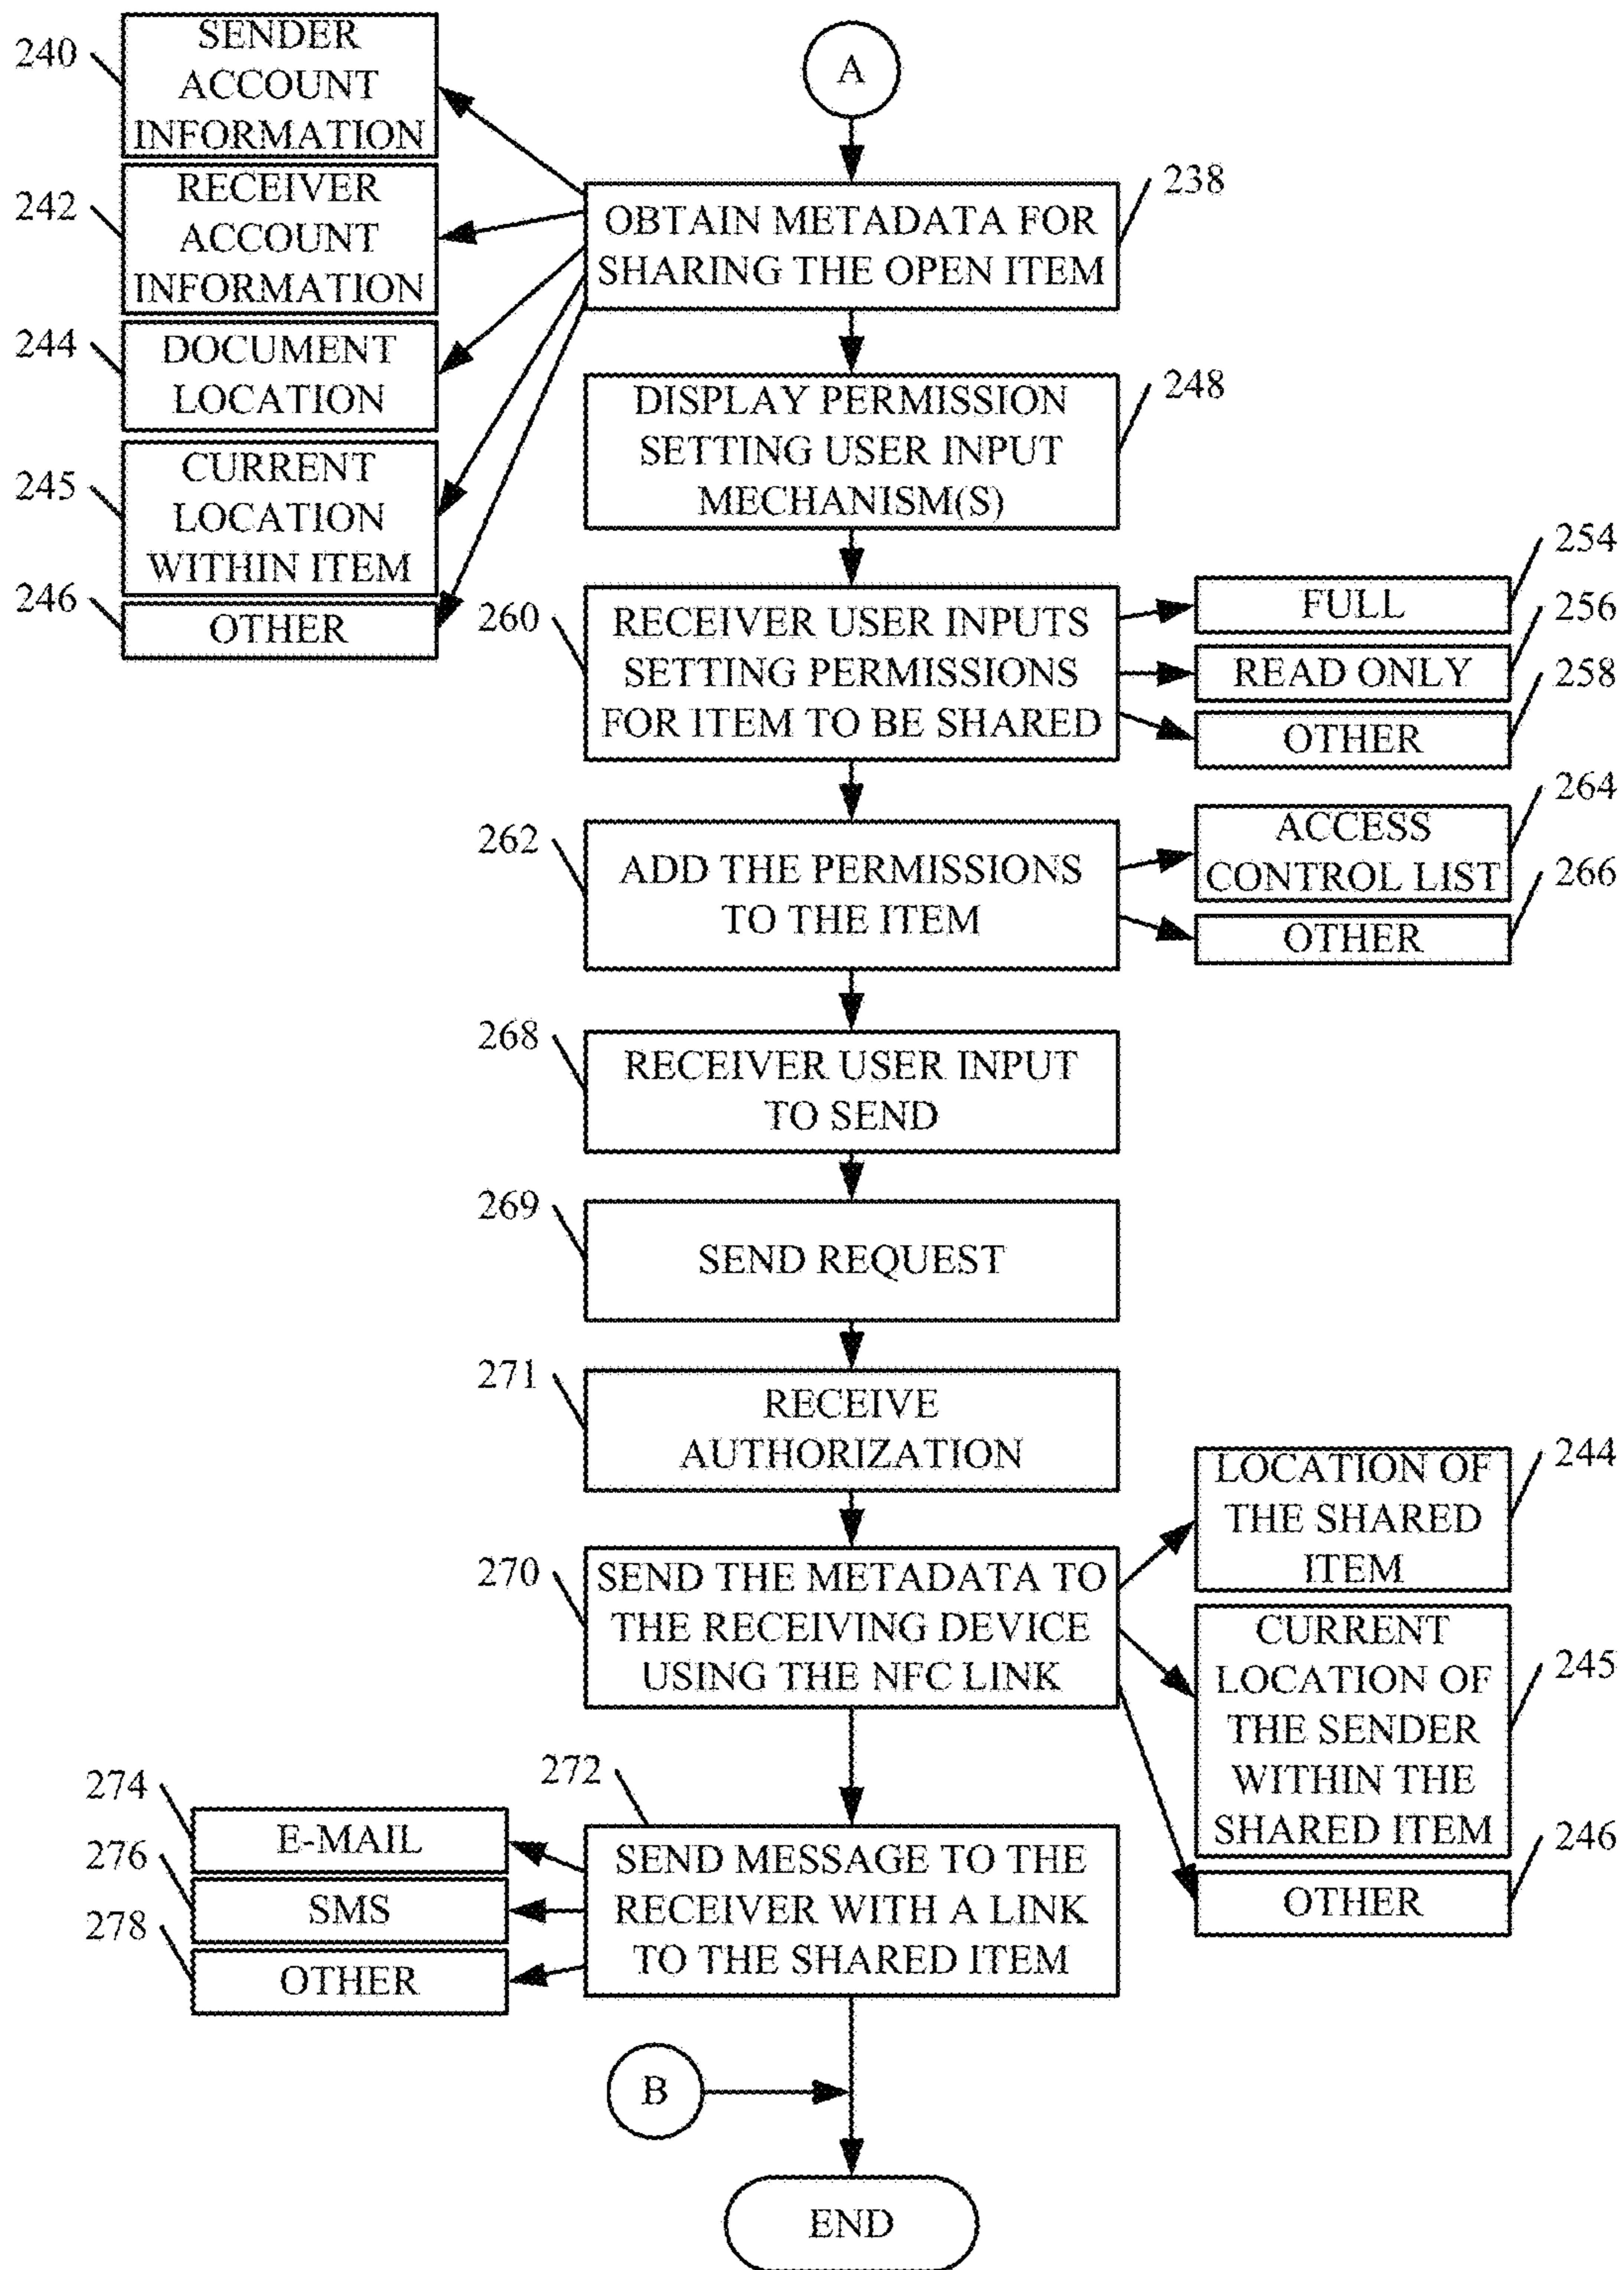 240
SENDER
ACCOUNT
INFORMATION
242
RECEIVER
ACCOUNT
INFORMATION
244
DOCUMENT
LOCATION
245
CURRENT
LOCATION
WITHIN ITEM
246
OTHER
A
238
OBTAIN METADATA FOR
SHARING THE OPEN ITEM
248
DISPLAY PERMISSION
SETTING USER INPUT
MECHANISM(S)
260
RECEIVER USER INPUTS
SETTING PERMISSIONS
FOR ITEM TO BE SHARED
254
FULL
256
READ ONLY
258
OTHER
262
ADD THE PERMISSIONS
TO THE ITEM
264
ACCESS
CONTROL LIST
266
OTHER
268
RECEIVER USER INPUT
TO SEND
269
SEND REQUEST
271
RECEIVE
AUTHORIZATION
270
SEND THE METADATA TO
THE RECEIVING DEVICE
USING THE NFC LINK
244
LOCATION OF
THE SHARED
ITEM
245
CURRENT
LOCATION OF
THE SENDER
WITHIN THE
SHARED ITEM
246
OTHER
272
SEND MESSAGE TO THE
RECEIVER WITH A LINK
TO THE SHARED ITEM
274
E-MAIL
276
SMS
278
OTHER
B
END